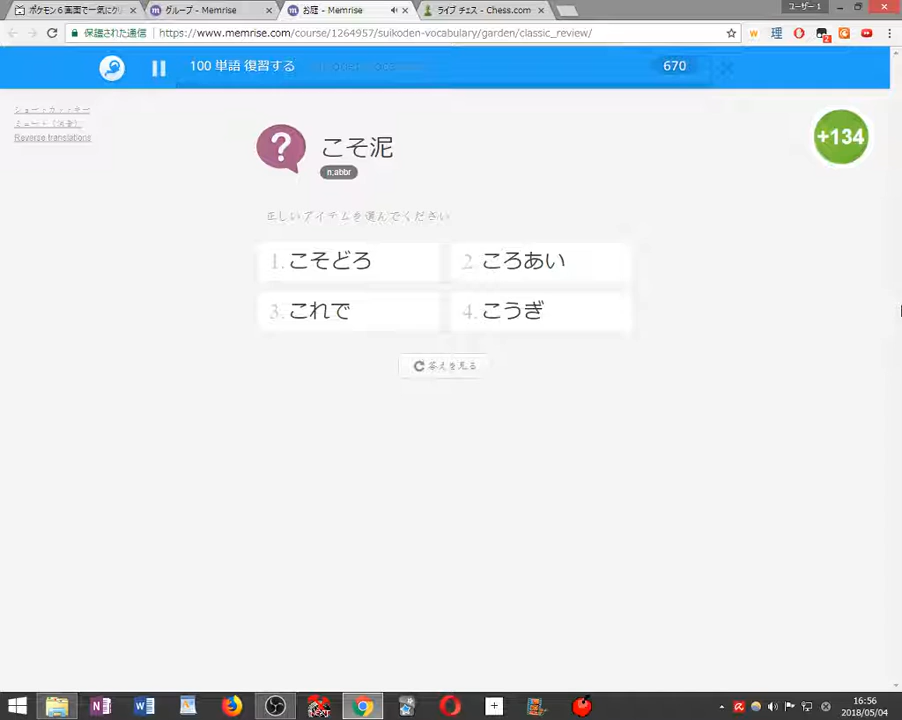 ポケモン6画面で一気にク
グループ - Memrise
お庭 - Memrise
ライブ チェス - Chess.com
ユーザー 1
保護された通信
https://www.memrise.com/course/1264957/suikoden-vocabulary/garden/classic_review/
100 単語 復習する
670
ショートカットキー
Reverse translations
+134
こそ泥
n;abbr
正しいアイテムを選んでください
1. こそどろ
2. ころあい
3. これで
4. こうぎ
答えを見る
16:56
2018/05/04